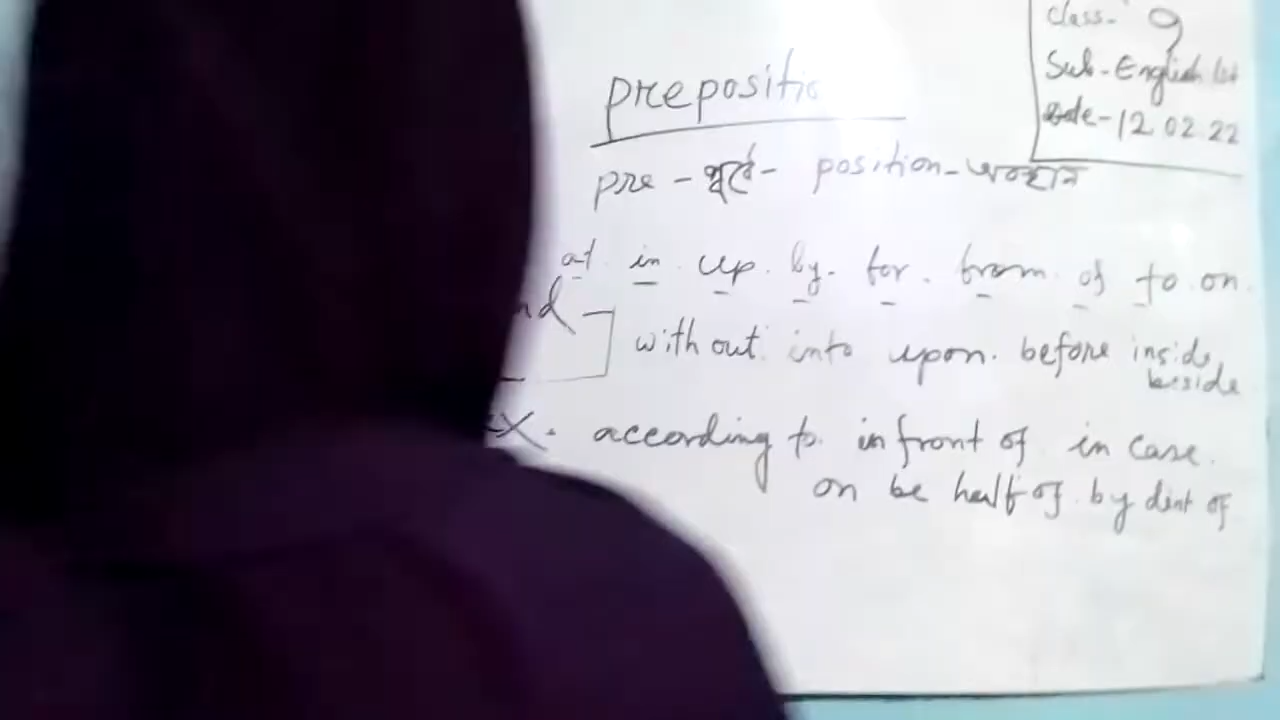 class- 9
Sub- English 1st
Date- 12.02.22
prepositio
pre - পূর্বে - position - অবস্থান
at in up. by. for. from. of to. on.
nd
without into upon. before inside,
beside
according to. in front of in case.
on be half of. by dint of